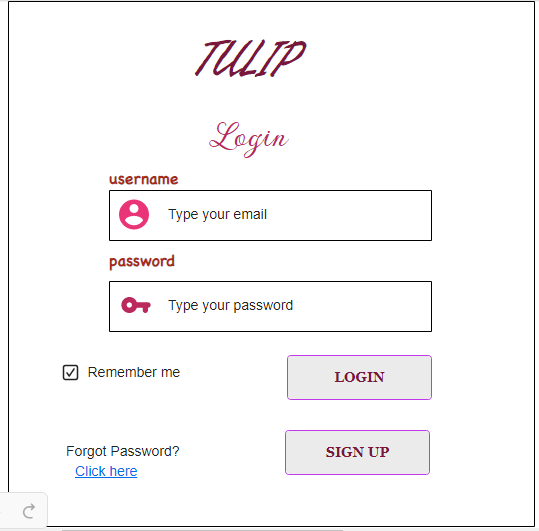 TULIP
Login
username
Type your email
password
Type your password
Remember me
LOGIN
Forgot Password?
Click here
SIGN UP